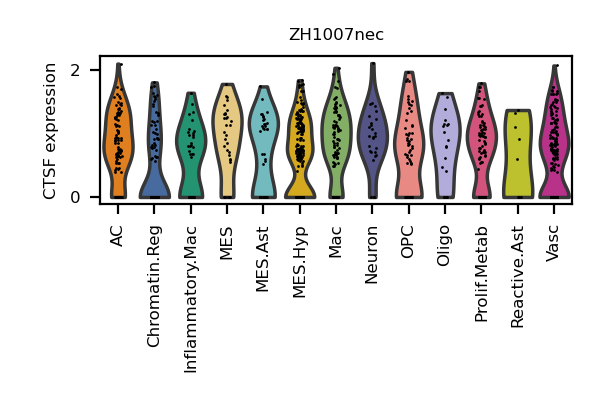 ZH1007nec
CTSF expression
2
0
AC
Chromatin.Reg
Inflammatory.Mac
MES
MES.Ast
MES.Hyp
Mac
Neuron
OPC
Oligo
Prolif.Metab
Reactive.Ast
Vasc